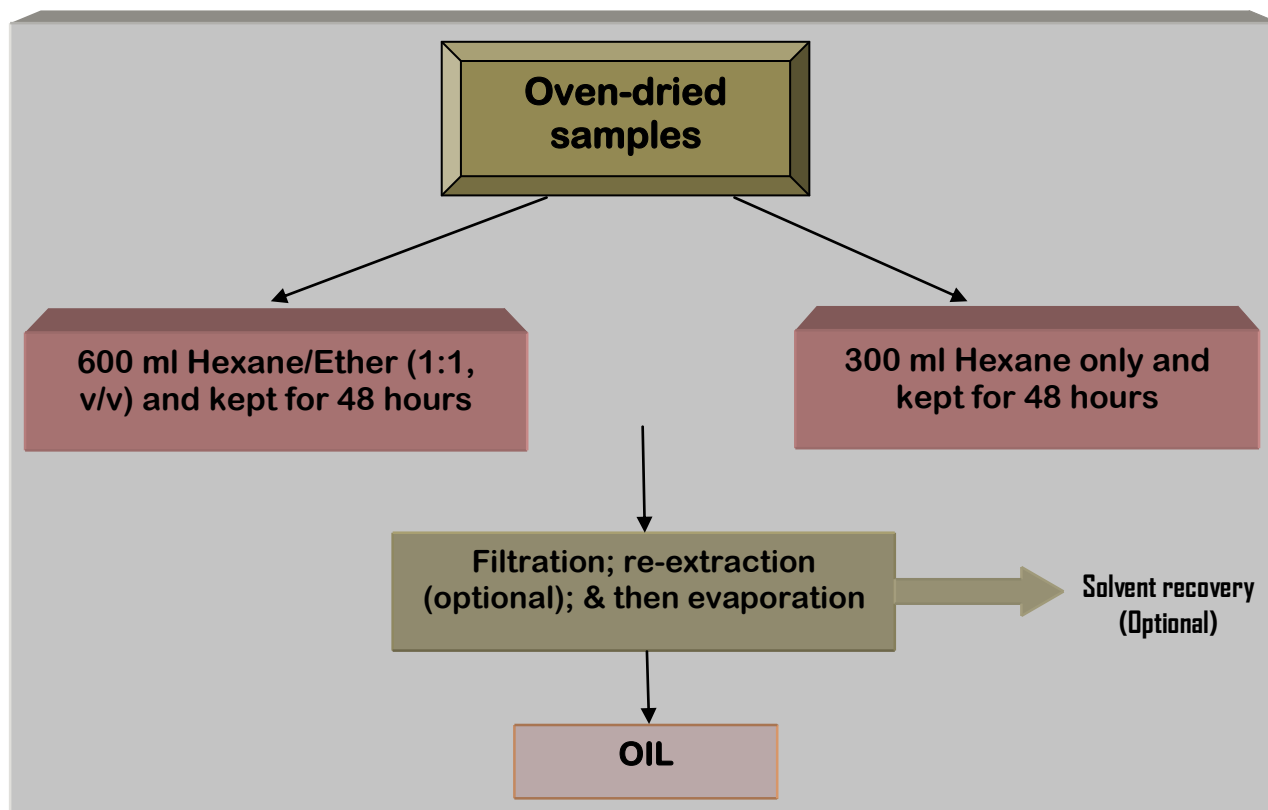 Oven-dried
samples
600 ml Hexane/Ether (1:1,
v/v) and kept for 48 hours
300 ml Hexane only and
kept for 48 hours
Filtration; re-extraction
(optional); & then evaporation
Solvent recovery
(Optional)
OIL